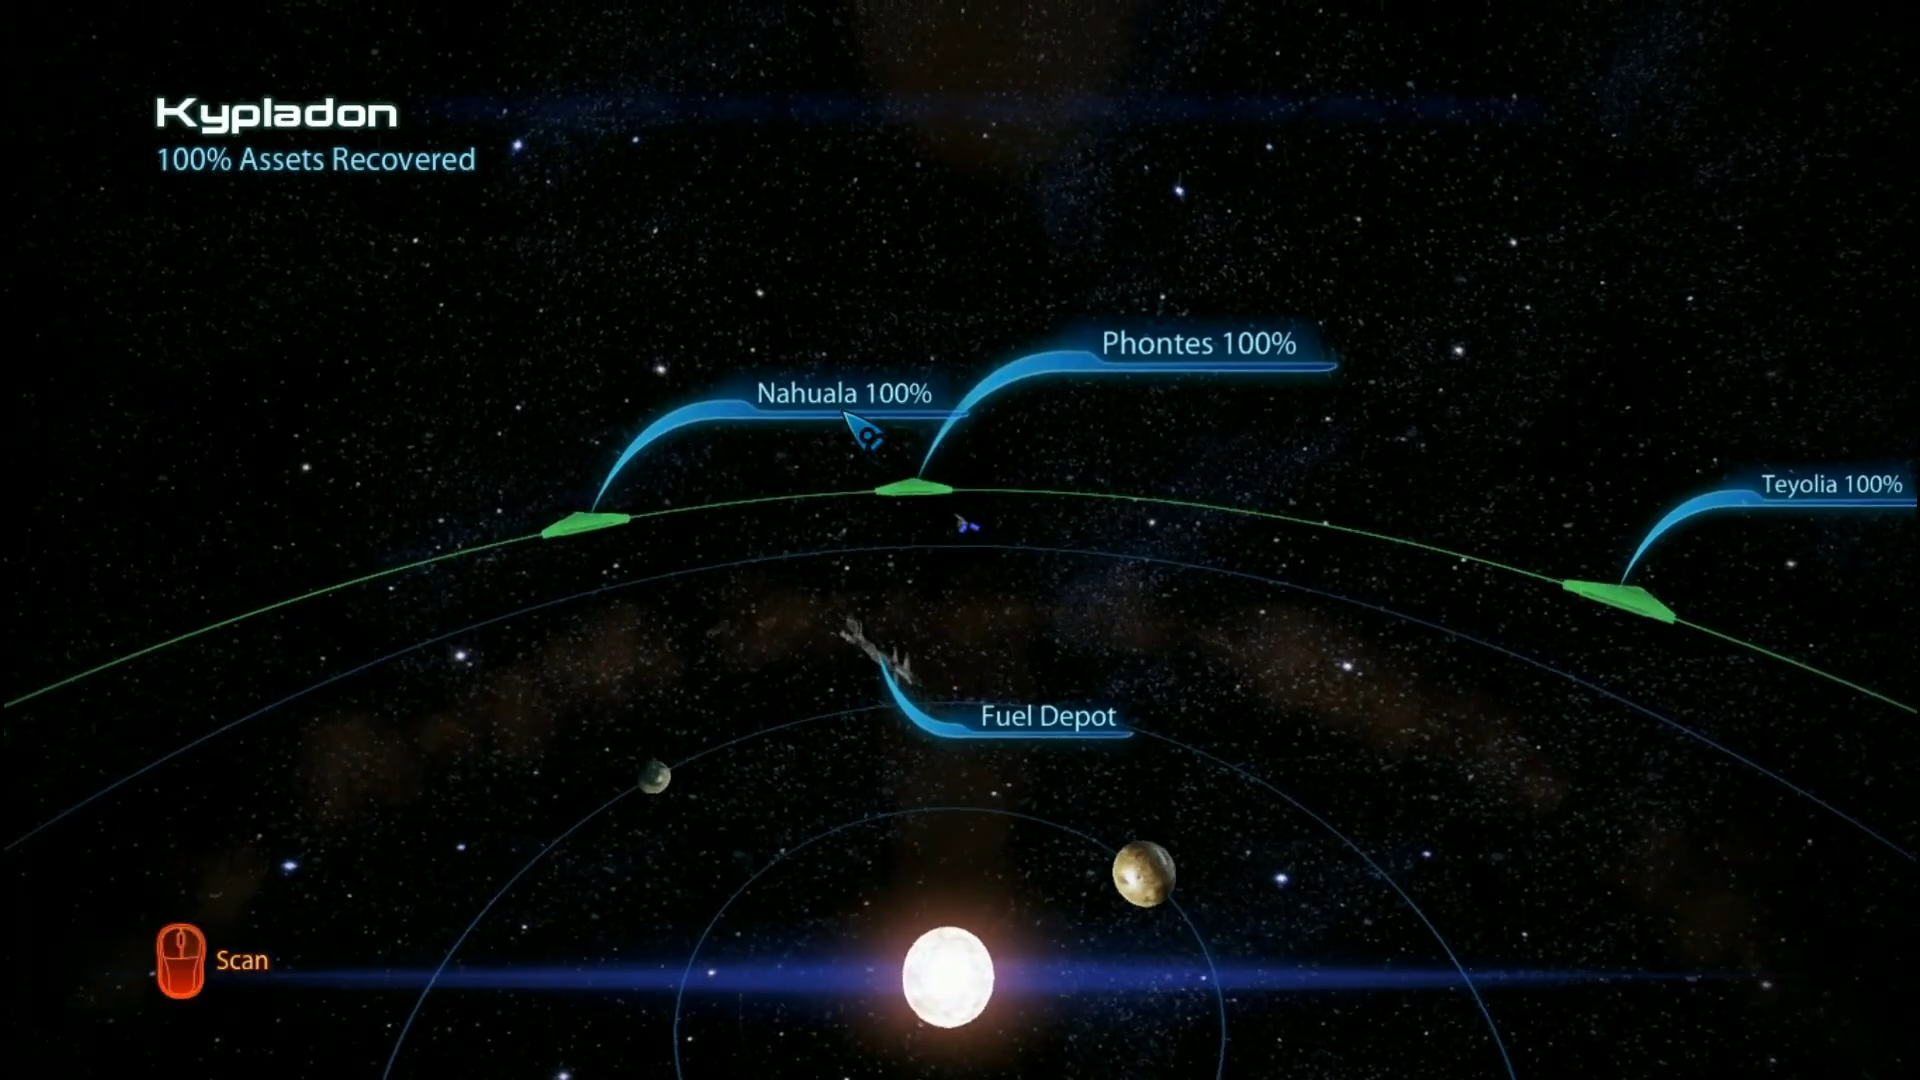 Kypladon
100% Assets Recovered
Phontes 100%
Nahuala 100%
Teyolia 100%
Fuel Depot
Scan